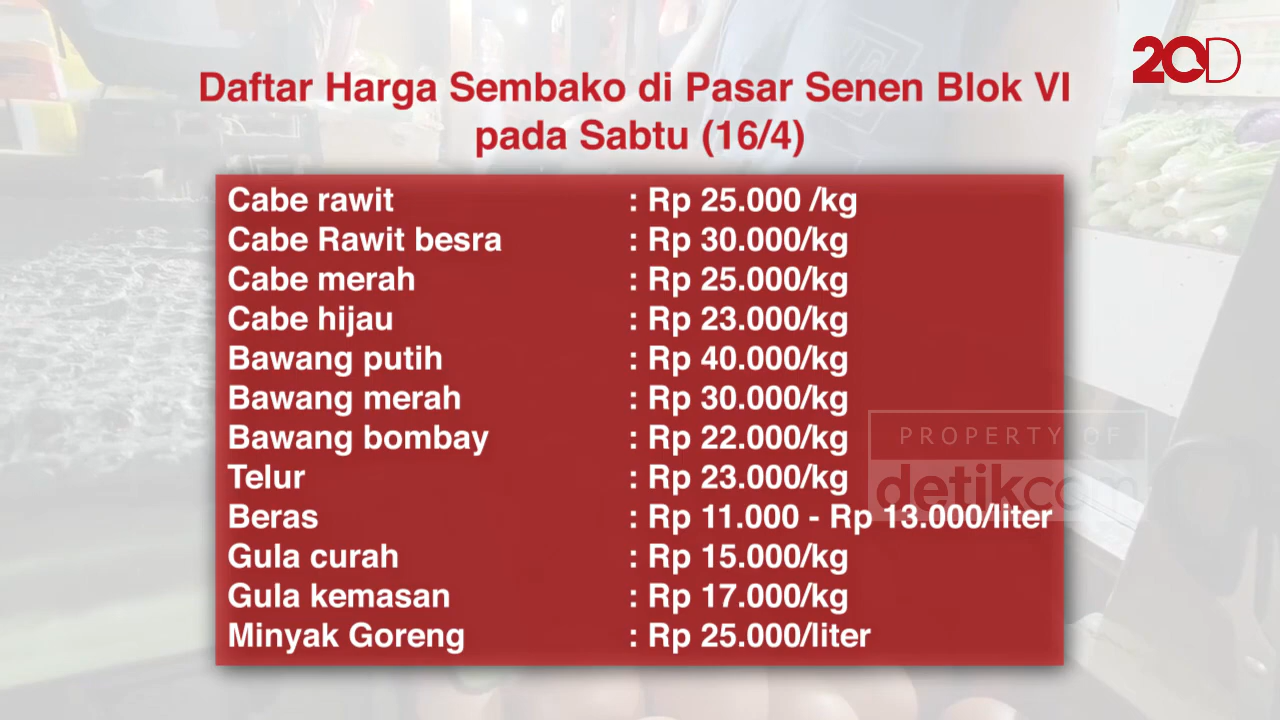 20D
Daftar Harga Sembako di Pasar Senen Blok VI
pada Sabtu (16/4)
Cabe rawit : Rp 25.000 /kg
Cabe Rawit besra : Rp 30.000/kg
Cabe merah : Rp 25.000/kg
Cabe hijau : Rp 23.000/kg
Bawang putih : Rp 40.000/kg
Bawang merah : Rp 30.000/kg
Bawang bombay : Rp 22.000/kg
Telur : Rp 23.000/kg
Beras : Rp 11.000 - Rp 13.000/liter
Gula curah : Rp 15.000/kg
Gula kemasan : Rp 17.000/kg
Minyak Goreng : Rp 25.000/liter
PROPERTY OF
detikcom